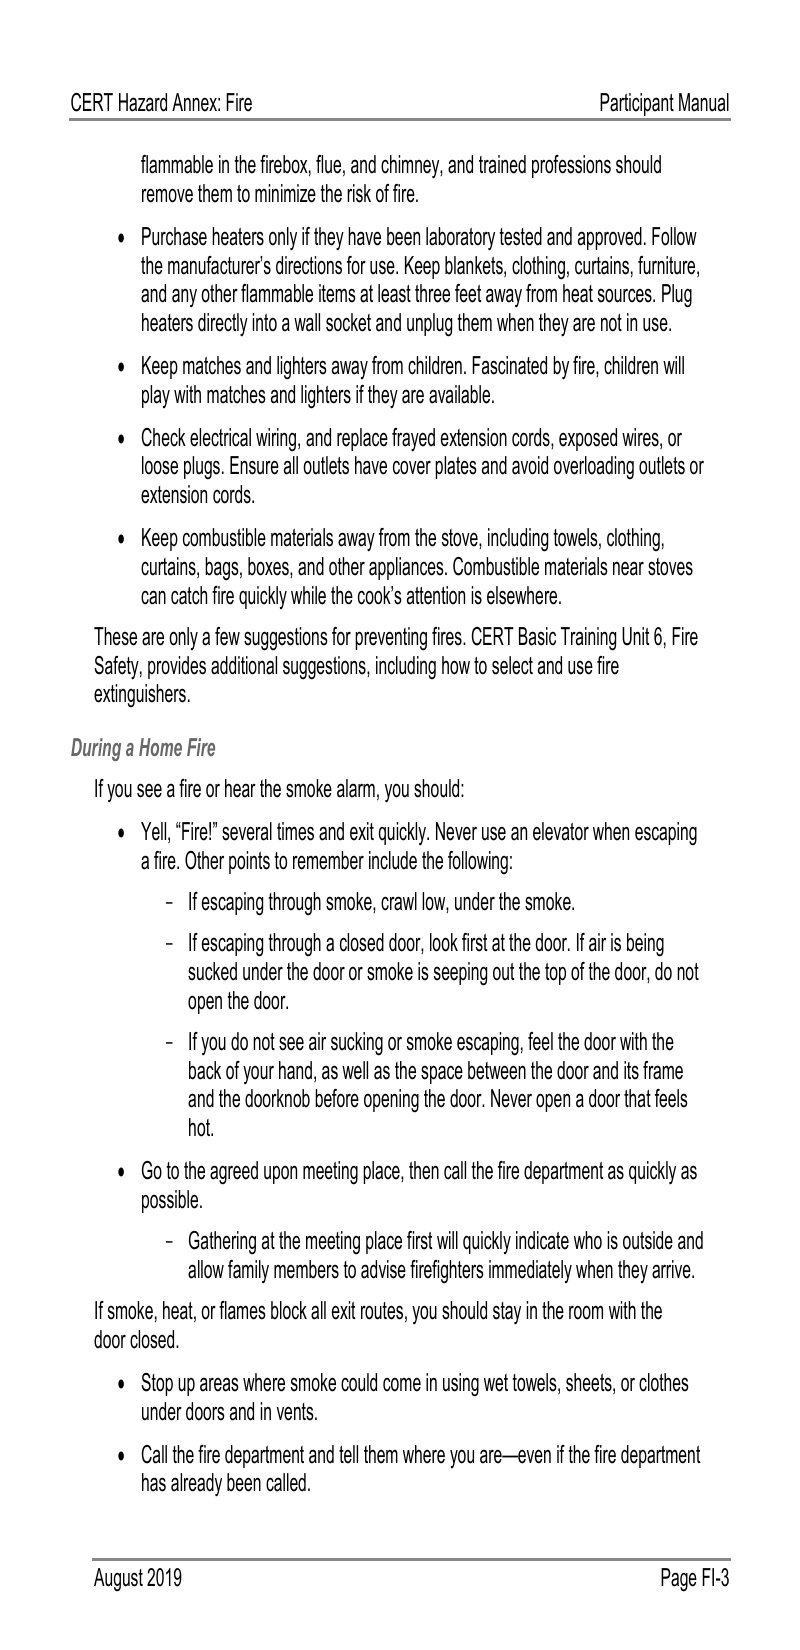 CERT Hazard Annex: Fire Participant Manual
flammable in the firebox, flue, and chimney, and trained professions should
remove them to minimize the risk of fire.
• Purchase heaters only if they have been laboratory tested and approved. Follow
the manufacturer’s directions for use. Keep blankets, clothing, curtains, furniture,
and any other flammable items at least three feet away from heat sources. Plug
heaters directly into a wall socket and unplug them when they are not in use.
• Keep matches and lighters away from children. Fascinated by fire, children will
play with matches and lighters if they are available.
• Check electrical wiring, and replace frayed extension cords, exposed wires, or
loose plugs. Ensure all outlets have cover plates and avoid overloading outlets or
extension cords.
• Keep combustible materials away from the stove, including towels, clothing,
curtains, bags, boxes, and other appliances. Combustible materials near stoves
can catch fire quickly while the cook’s attention is elsewhere.
These are only a few suggestions for preventing fires. CERT Basic Training Unit 6, Fire
Safety, provides additional suggestions, including how to select and use fire
extinguishers.
During a Home Fire
If you see a fire or hear the smoke alarm, you should:
• Yell, “Fire!” several times and exit quickly. Never use an elevator when escaping
a fire. Other points to remember include the following:
− If escaping through smoke, crawl low, under the smoke.
− If escaping through a closed door, look first at the door. If air is being
sucked under the door or smoke is seeping out the top of the door, do not
open the door.
− If you do not see air sucking or smoke escaping, feel the door with the
back of your hand, as well as the space between the door and its frame
and the doorknob before opening the door. Never open a door that feels
hot.
• Go to the agreed upon meeting place, then call the fire department as quickly as
possible.
− Gathering at the meeting place first will quickly indicate who is outside and
allow family members to advise firefighters immediately when they arrive.
If smoke, heat, or flames block all exit routes, you should stay in the room with the
door closed.
• Stop up areas where smoke could come in using wet towels, sheets, or clothes
under doors and in vents.
• Call the fire department and tell them where you are—even if the fire department
has already been called.
August 2019 Page FI-3